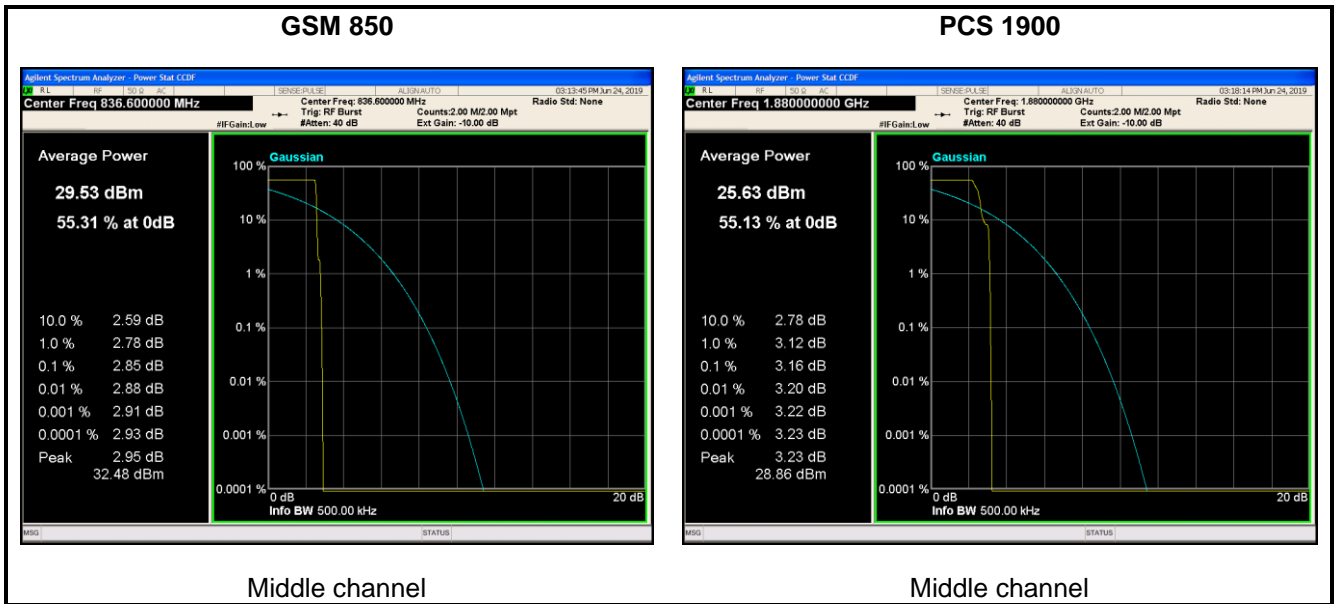 GSM 850
Agilent Spectrum Analyzer - Power Stat CCDF
RL RF 50 Ω AC SENSE:PULSE ALIGN AUTO 03:13:45 PM Jun 24, 2019
Center Freq 836.600000 MHz
Center Freq: 836.600000 MHz
Radio Std: None
Trig: RF Burst Counts:2.00 M/2.00 Mpt
#IFGain:Low #Atten: 40 dB Ext Gain: -10.00 dB
Average Power
29.53 dBm
55.31 % at 0dB
10.0 % 2.59 dB
1.0 % 2.78 dB
0.1 % 2.85 dB
0.01 % 2.88 dB
0.001 % 2.91 dB
0.0001 % 2.93 dB
Peak 2.95 dB
32.48 dBm
Gaussian
100 %
10 %
1 %
0.1 %
0.01 %
0.001 %
0.0001 %
0 dB 20 dB
Info BW 500.00 kHz
MSG STATUS
Middle channel
PCS 1900
Agilent Spectrum Analyzer - Power Stat CCDF
RL RF 50 Ω AC SENSE:PULSE ALIGN AUTO 03:18:14 PM Jun 24, 2019
Center Freq 1.880000000 GHz
Center Freq: 1.880000000 GHz
Radio Std: None
Trig: RF Burst Counts:2.00 M/2.00 Mpt
#IFGain:Low #Atten: 40 dB Ext Gain: -10.00 dB
Average Power
25.63 dBm
55.13 % at 0dB
10.0 % 2.78 dB
1.0 % 3.12 dB
0.1 % 3.16 dB
0.01 % 3.20 dB
0.001 % 3.22 dB
0.0001 % 3.23 dB
Peak 3.23 dB
28.86 dBm
Gaussian
100 %
10 %
1 %
0.1 %
0.01 %
0.001 %
0.0001 %
0 dB 20 dB
Info BW 500.00 kHz
MSG STATUS
Middle channel